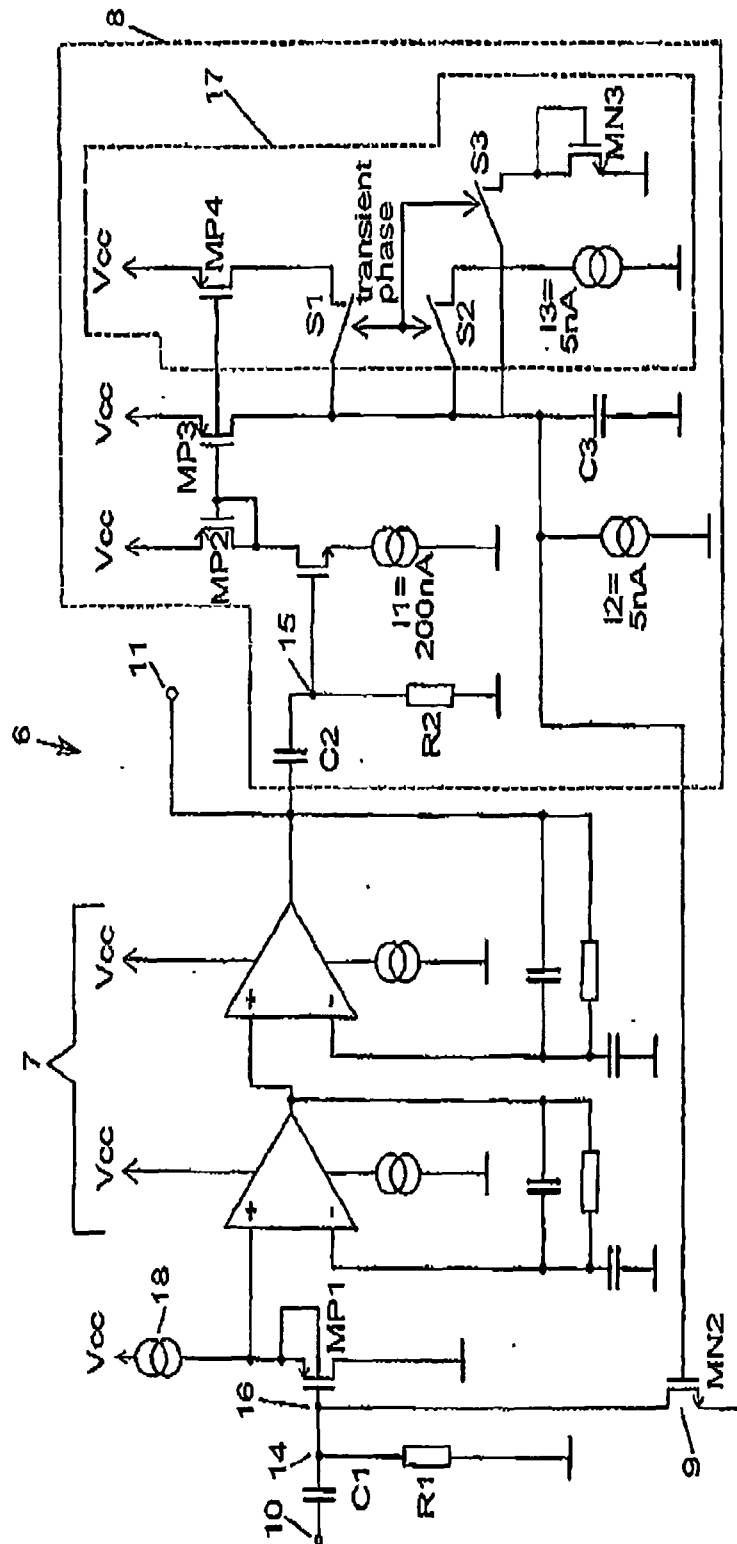 6
7
8
17
11
Vcc
18
Vcc
Vcc
Vcc
Vcc
Vcc
MP2
MP3
MP4
10
14
16
C1
R1
MP1
+
-
+
-
C2
15
R2
I1=
200nA
S1
transient
phase
S2
S3
I3=
5nA
MN3
C3
I2=
5nA
9
MN2